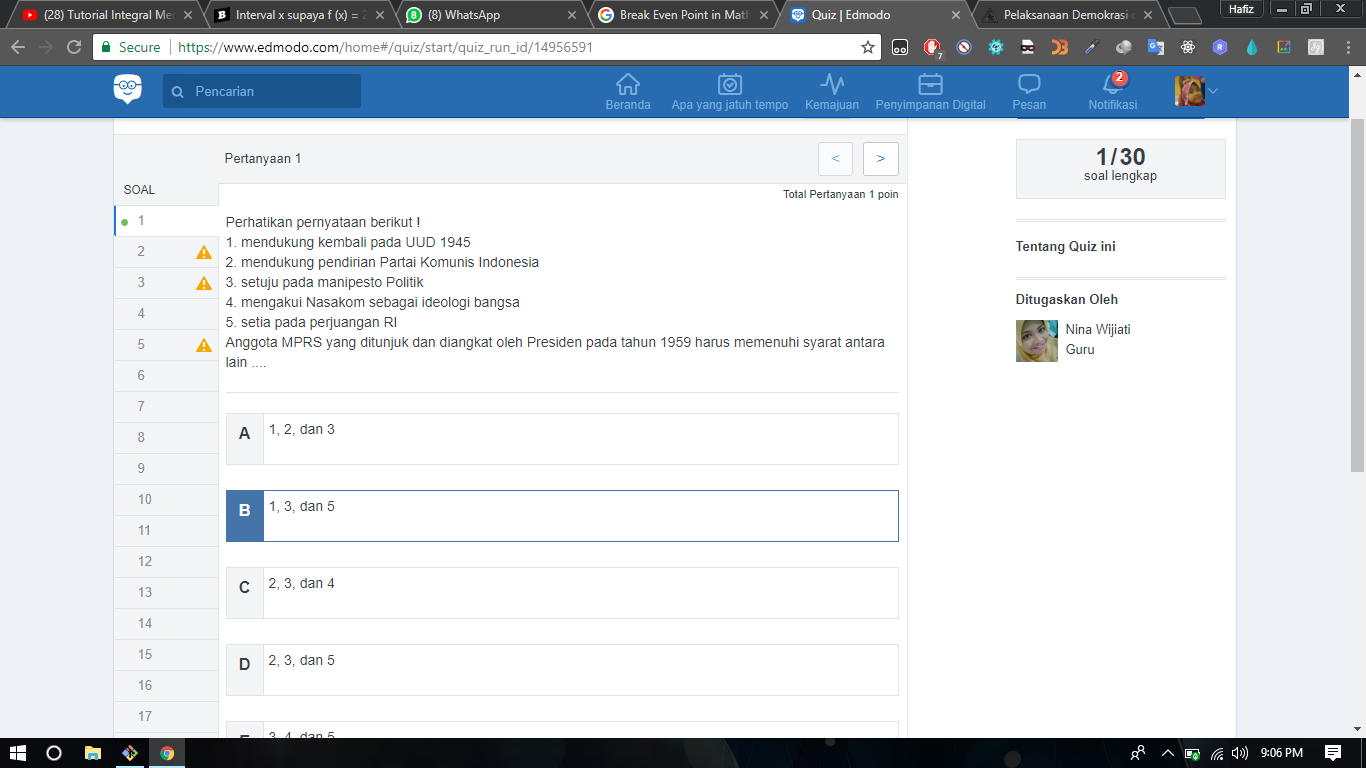 (28) Tutorial Integral Me
Interval x supaya f (x) = 2
(8) WhatsApp
Break Even Point in Math
Quiz | Edmodo
Pelaksanaan Demokrasi d
Hafiz
Secure
https://www.edmodo.com/home#/quiz/start/quiz_run_id/14956591
7
Pencarian
Beranda
Apa yang jatuh tempo
Kemajuan
Penyimpanan Digital
Pesan
2
Notifikasi
Pertanyaan 1
<
>
SOAL
Total Pertanyaan 1 poin
1
2
3
4
5
6
7
8
9
10
11
12
13
14
15
16
17
Perhatikan pernyataan berikut !
1. mendukung kembali pada UUD 1945
2. mendukung pendirian Partai Komunis Indonesia
3. setuju pada manipesto Politik
4. mengakui Nasakom sebagai ideologi bangsa
5. setia pada perjuangan RI
Anggota MPRS yang ditunjuk dan diangkat oleh Presiden pada tahun 1959 harus memenuhi syarat antara
lain ....
A 1, 2, dan 3
B 1, 3, dan 5
C 2, 3, dan 4
D 2, 3, dan 5
E 3, 4, dan 5
1/30
soal lengkap
Tentang Quiz ini
Ditugaskan Oleh
Nina Wijiati
Guru
9:06 PM